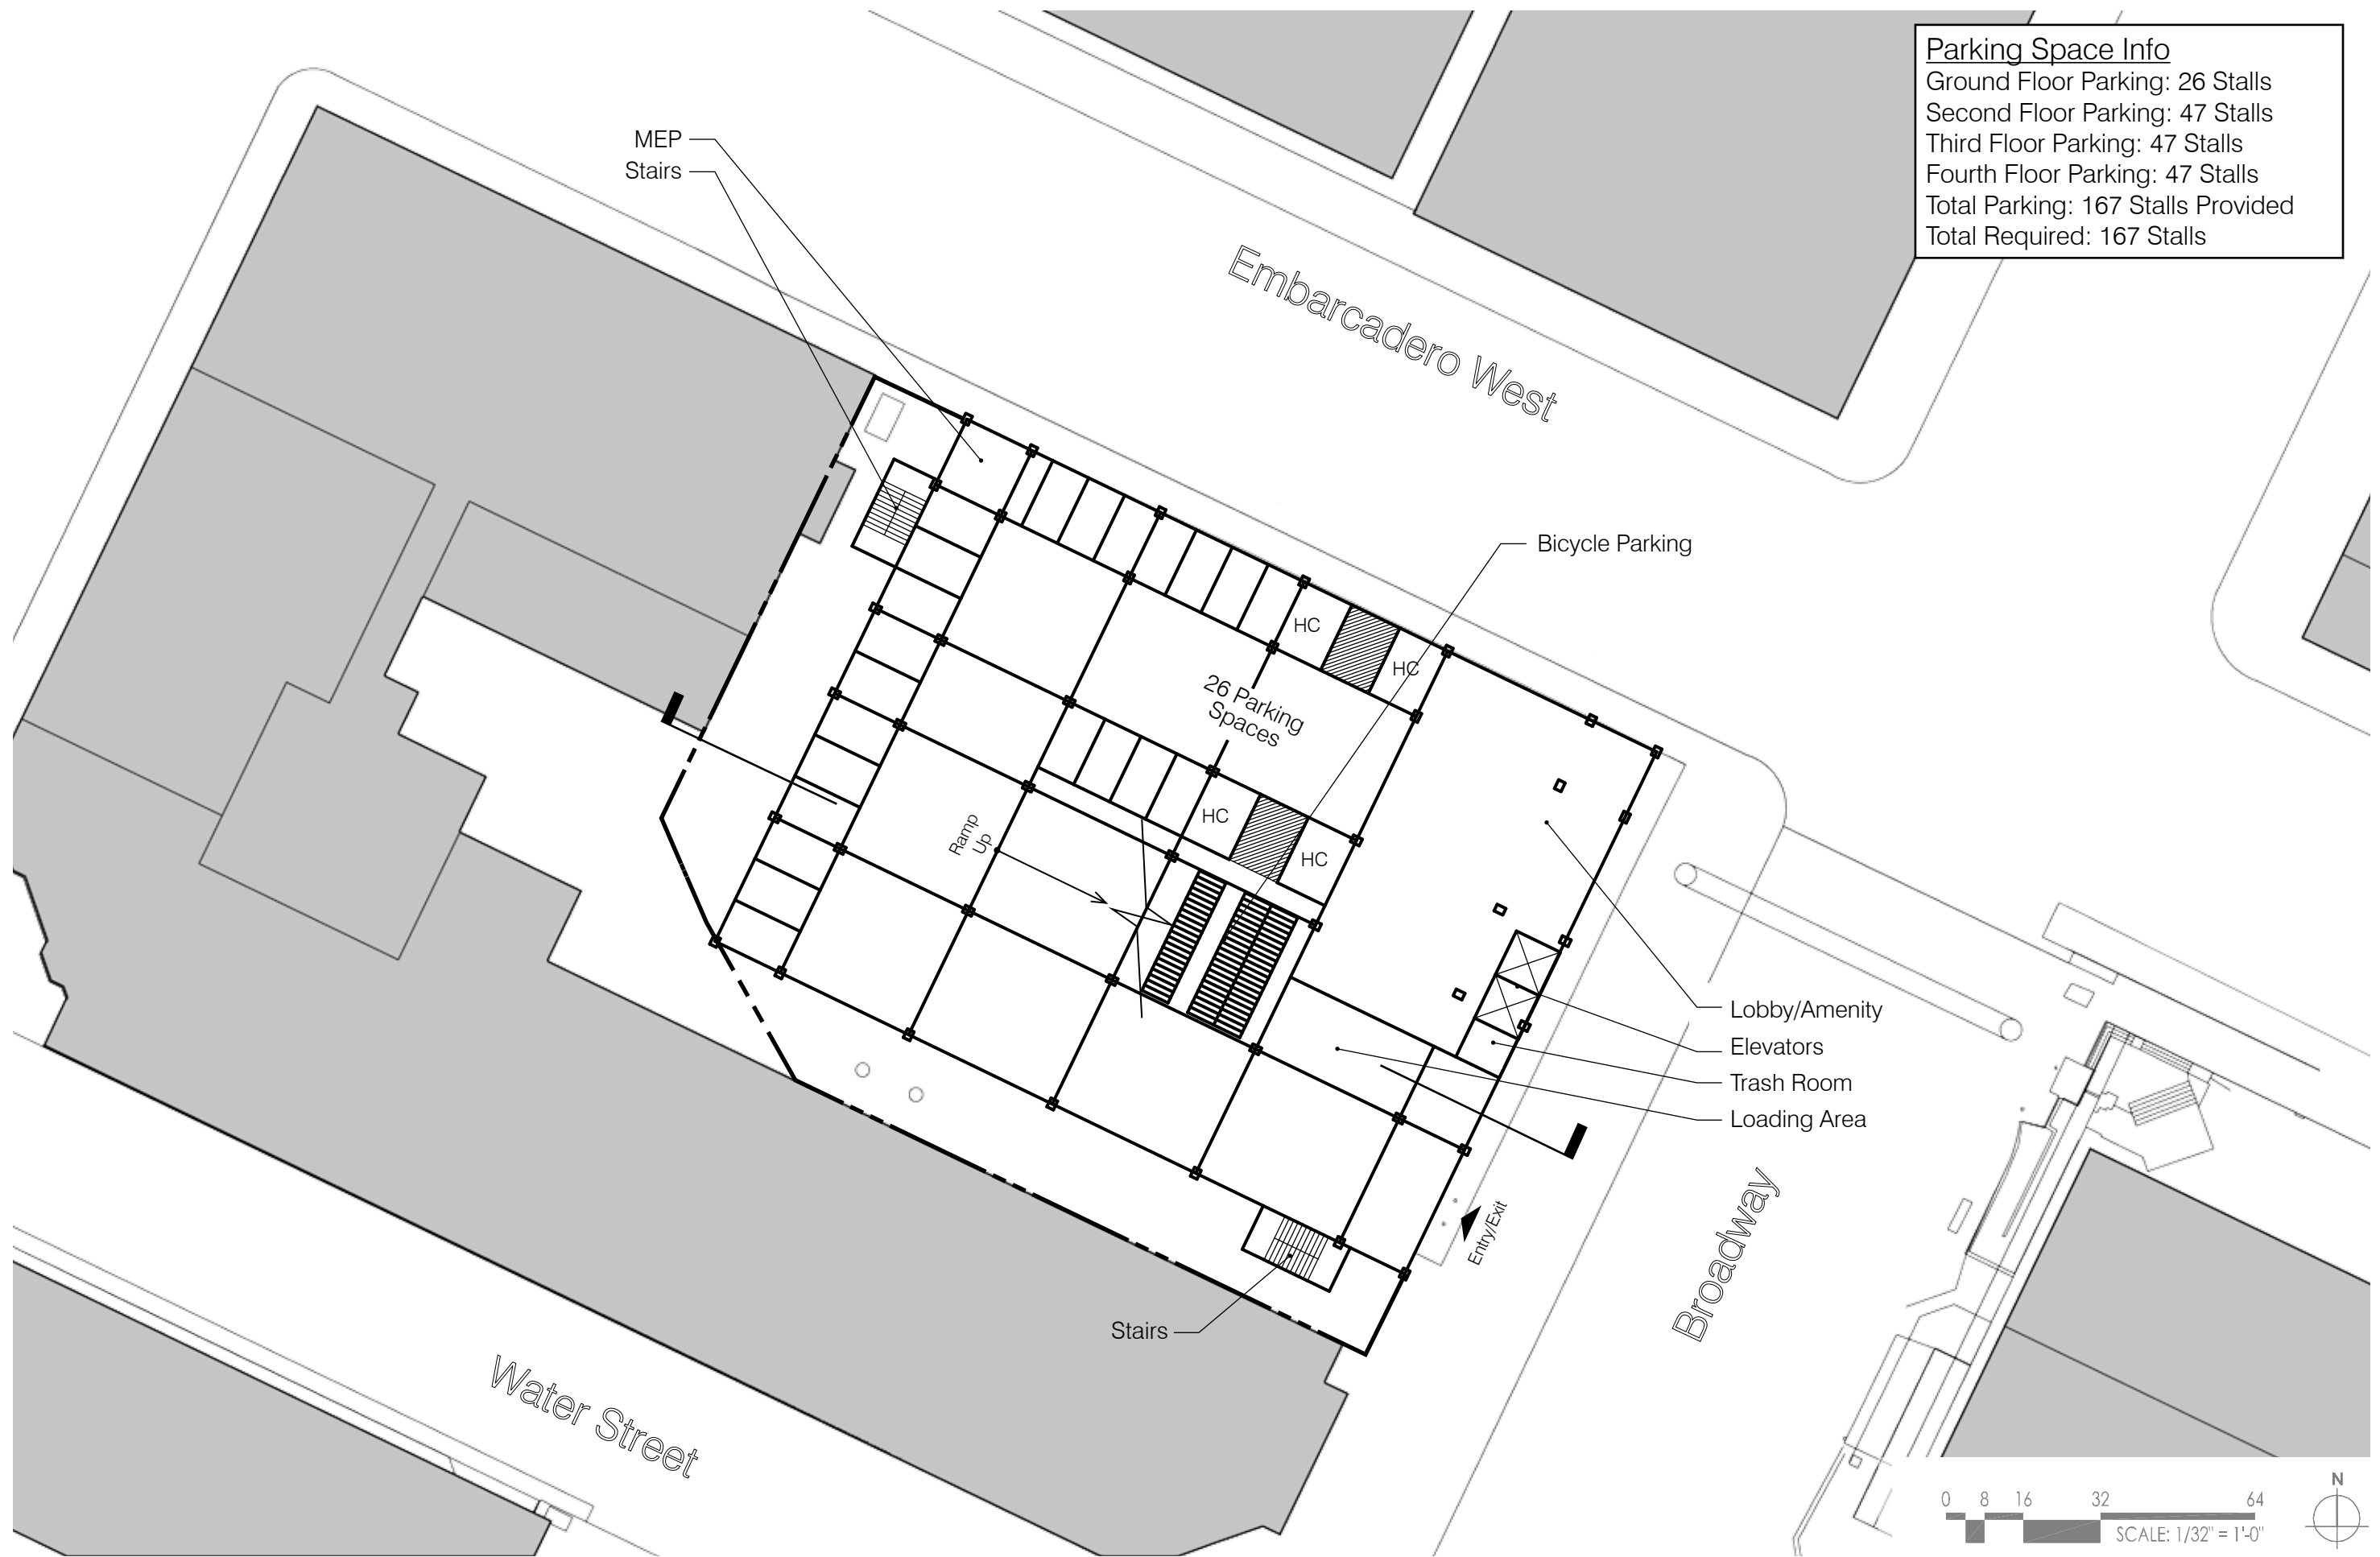 Parking Space Info
Ground Floor Parking: 26 Stalls
Second Floor Parking: 47 Stalls
Third Floor Parking: 47 Stalls
Fourth Floor Parking: 47 Stalls
Total Parking: 167 Stalls Provided
Total Required: 167 Stalls
MEP
Stairs
Embarcadero West
Bicycle Parking
HC
HC
26 Parking
Spaces
HC
HC
Ramp
Up
Lobby/Amenity
Elevators
Trash Room
Loading Area
Entry/Exit
Broadway
Stairs
Water Street
N
0 8 16 32 64
SCALE: 1/32" = 1'-0"